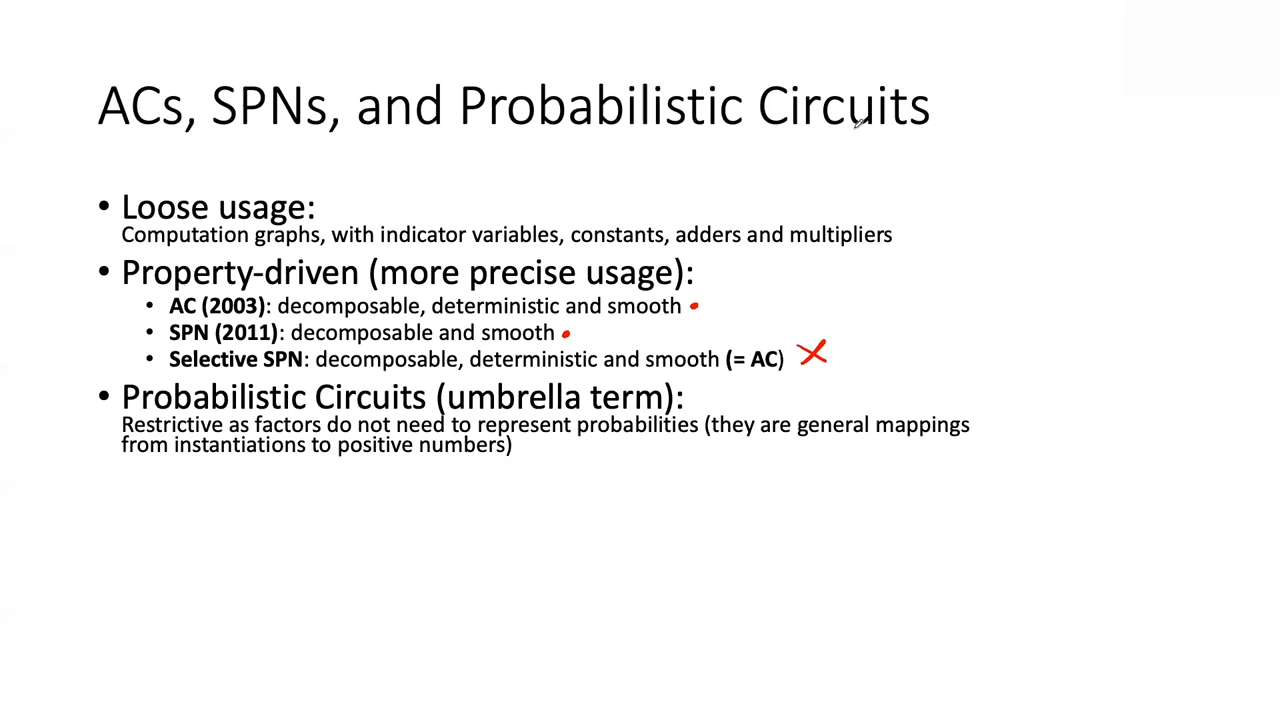 ACs, SPNs, and Probabilistic Circuits
• Loose usage:
Computation graphs, with indicator variables, constants, adders and multipliers
• Property-driven (more precise usage):
• AC (2003): decomposable, deterministic and smooth
• SPN (2011): decomposable and smooth
• Selective SPN: decomposable, deterministic and smooth (= AC)
• Probabilistic Circuits (umbrella term):
Restrictive as factors do not need to represent probabilities (they are general mappings
from instantiations to positive numbers)